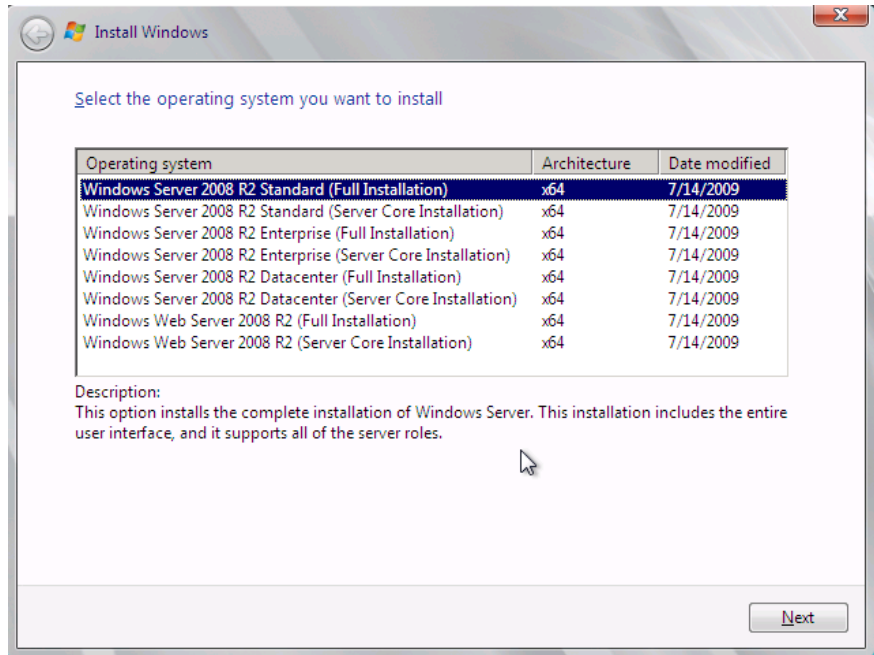 Install Windows
Select the operating system you want to install
Operating system Architecture Date modified
Windows Server 2008 R2 Standard (Full Installation) x64 7/14/2009
Windows Server 2008 R2 Standard (Server Core Installation) x64 7/14/2009
Windows Server 2008 R2 Enterprise (Full Installation) x64 7/14/2009
Windows Server 2008 R2 Enterprise (Server Core Installation) x64 7/14/2009
Windows Server 2008 R2 Datacenter (Full Installation) x64 7/14/2009
Windows Server 2008 R2 Datacenter (Server Core Installation) x64 7/14/2009
Windows Web Server 2008 R2 (Full Installation) x64 7/14/2009
Windows Web Server 2008 R2 (Server Core Installation) x64 7/14/2009
Description:
This option installs the complete installation of Windows Server. This installation includes the entire
user interface, and it supports all of the server roles.
Next